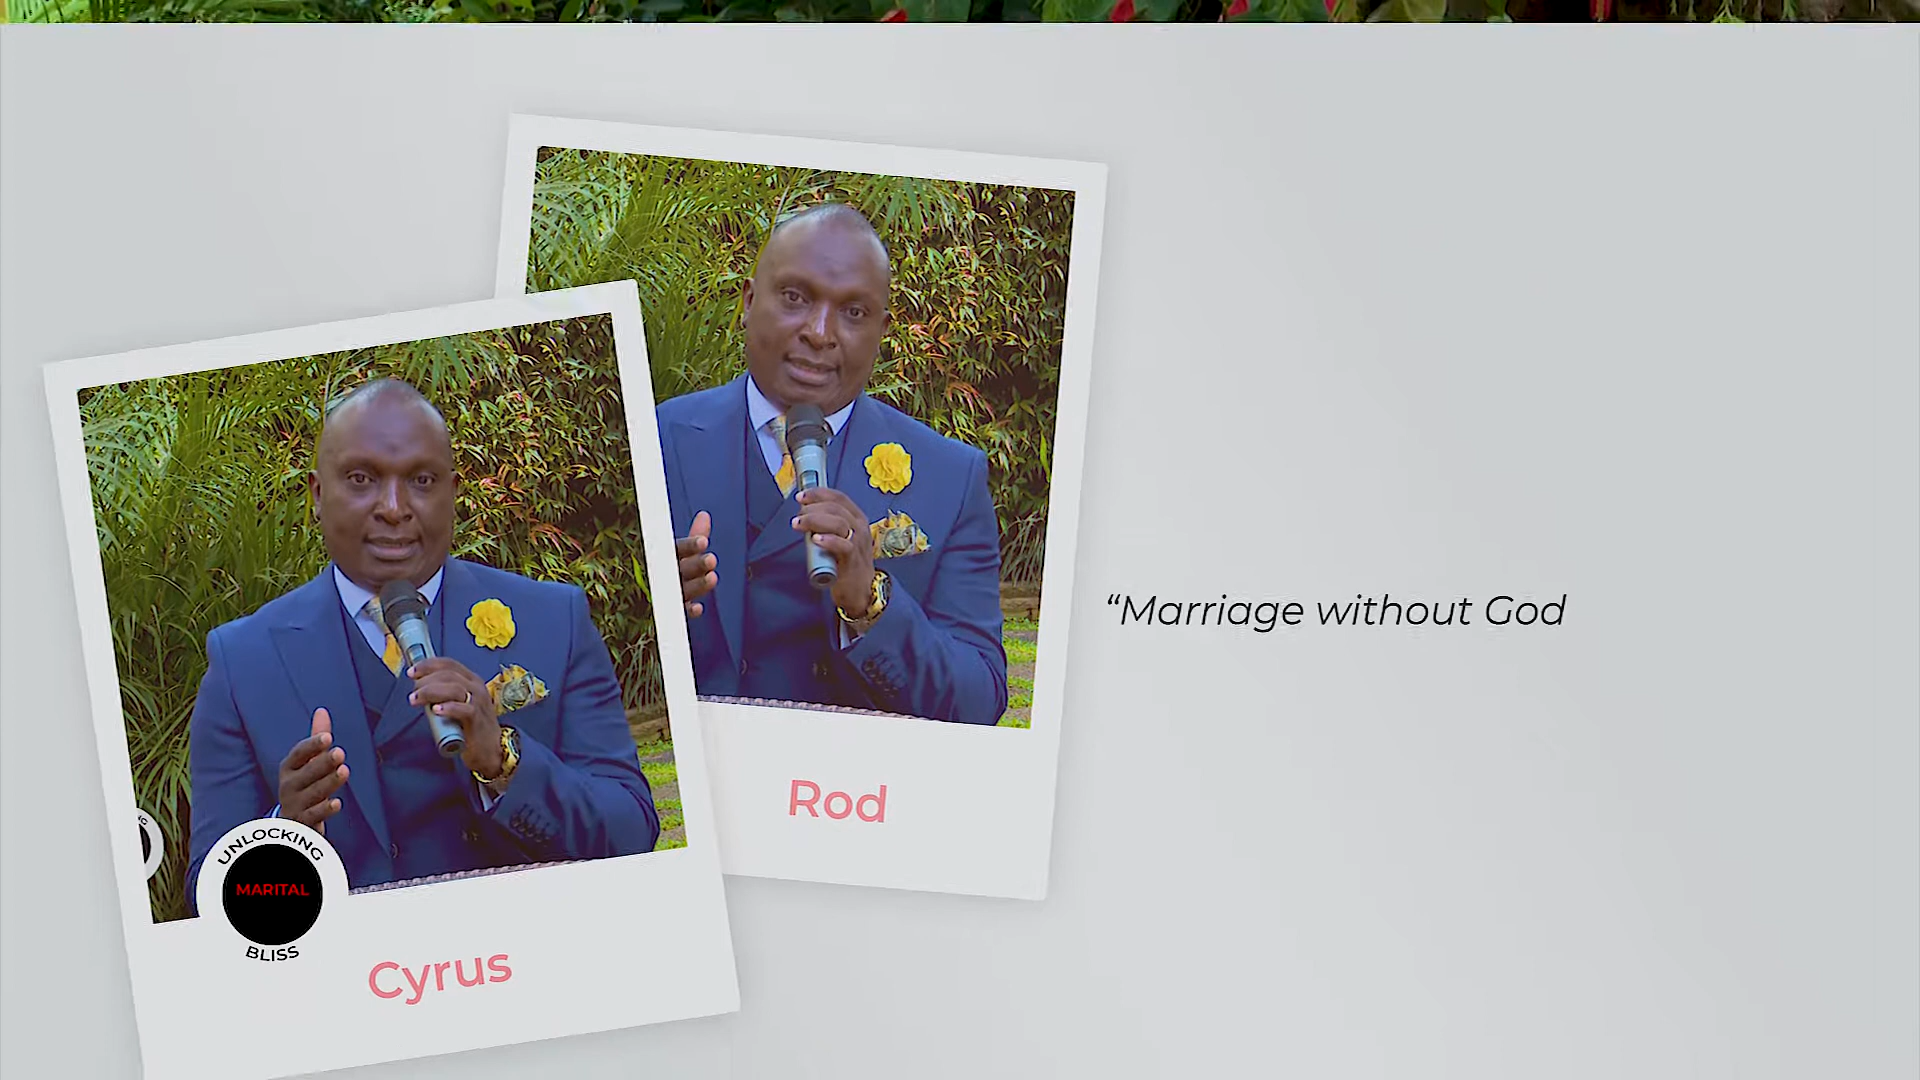 “Marriage without God
Rod
UNLOCKING
MARITAL
BLISS
Cyrus